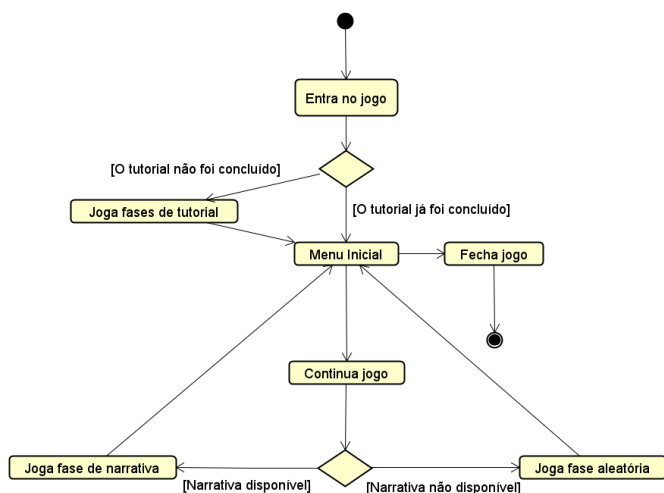 Entra no jogo
[O tutorial não foi concluído]
Joga fases de tutorial
[O tutorial já foi concluído]
Menu Inicial
Fecha jogo
Continua jogo
Joga fase de narrativa
Joga fase aleatória
[Narrativa disponível]
[Narrativa não disponível]